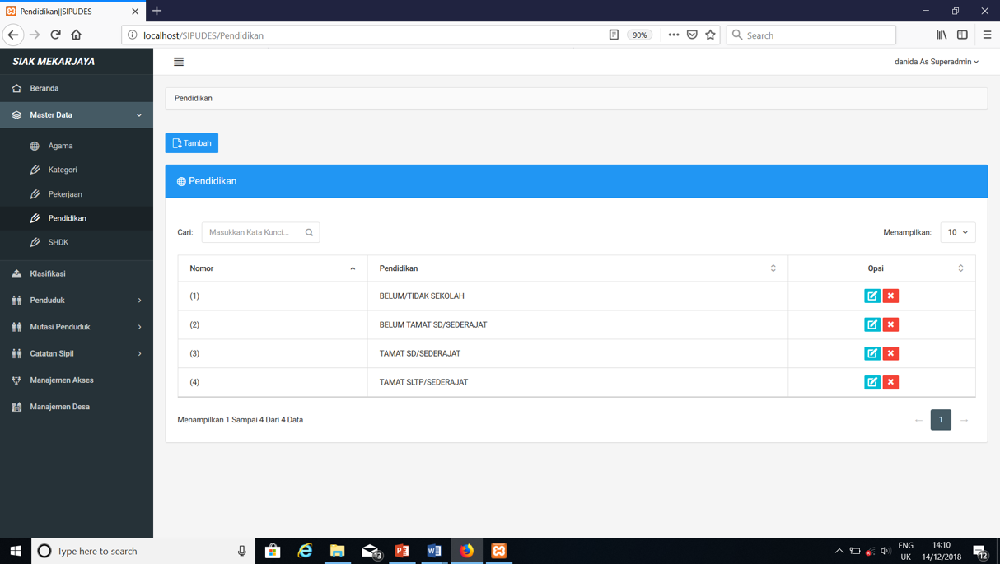 Pendidikan||SIPUDES
localhost/SIPUDES/Pendidikan
90%
Search
SIAK MEKARJAYA
danida As Superadmin
Beranda
Master Data
Agama
Kategori
Pekerjaan
Pendidikan
SHDK
Klasifikasi
Penduduk
Mutasi Penduduk
Catatan Sipil
Manajemen Akses
Manajemen Desa
Pendidikan
Tambah
Pendidikan
Cari: Masukkan Kata Kunci...
Menampilkan: 10
Nomor Pendidikan Opsi
(1) BELUM/TIDAK SEKOLAH
(2) BELUM TAMAT SD/SEDERAJAT
(3) TAMAT SD/SEDERAJAT
(4) TAMAT SLTP/SEDERAJAT
Menampilkan 1 Sampai 4 Dari 4 Data
← 1 →
Type here to search
13
ENG
UK
14:10
14/12/2018
12